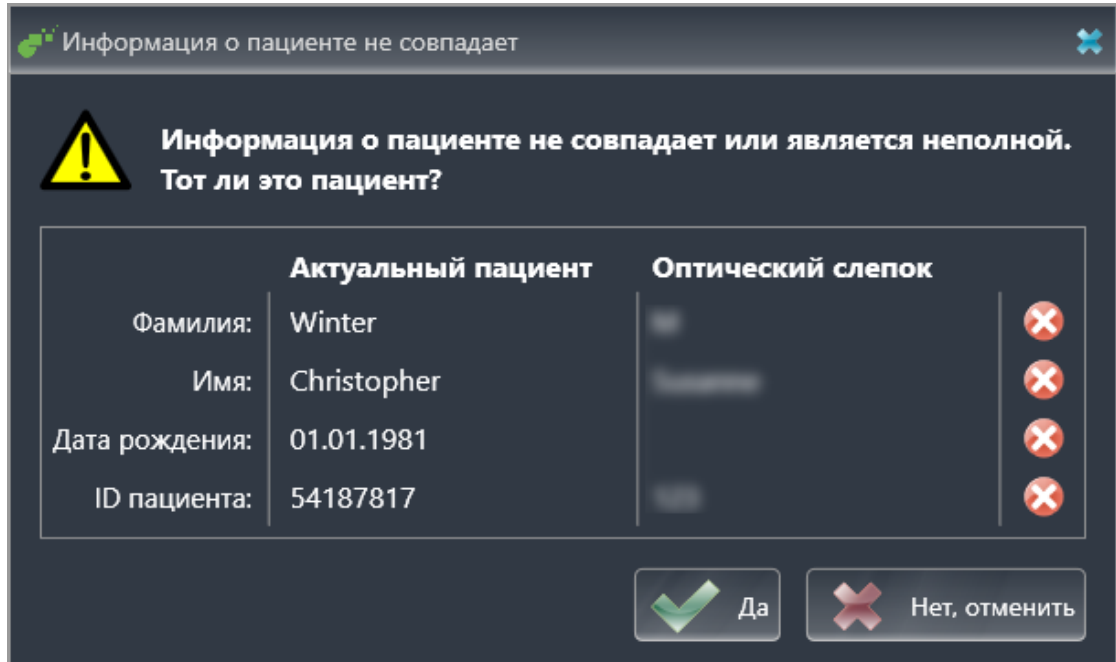 Информация о пациенте не совпадает
Информация о пациенте не совпадает или является неполной.
Тот ли это пациент?
Актуальный пациент Оптический слепок
Фамилия: Winter
Имя: Christopher
Дата рождения: 01.01.1981
ID пациента: 54187817
Да Нет, отменить